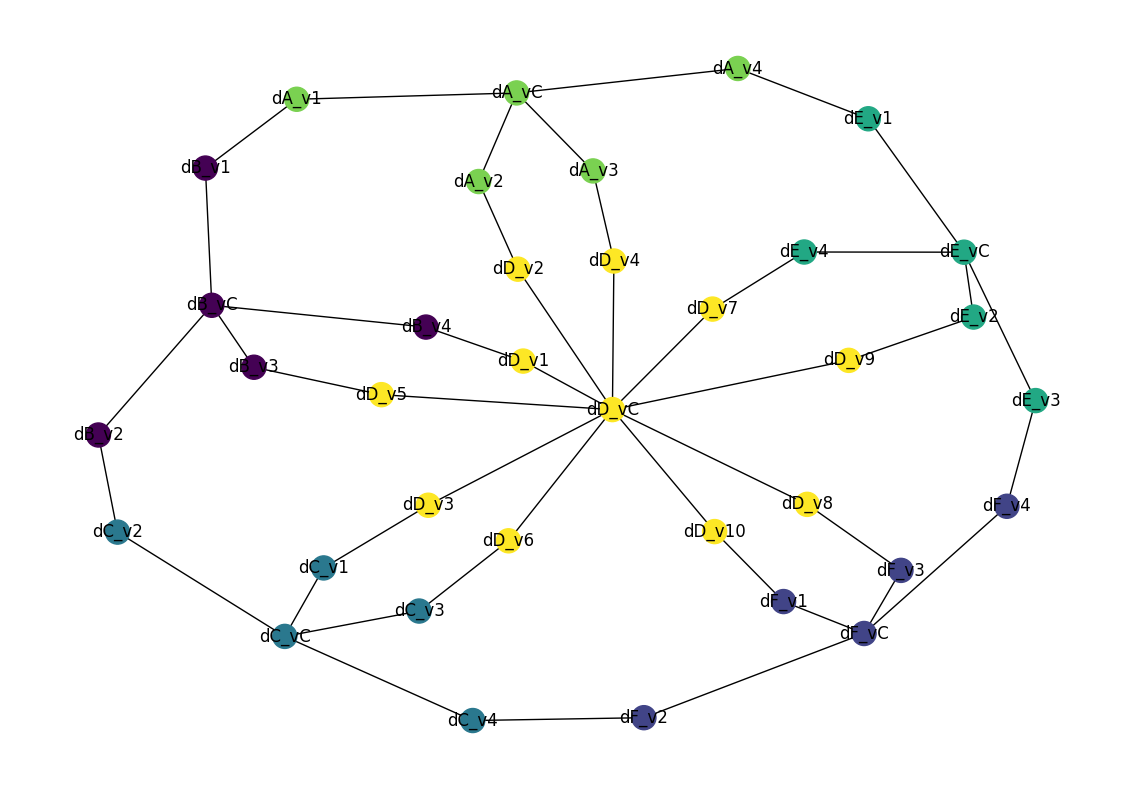 dA_v4
dA_vC
dA_v1
dE_v1
dB_v1
dA_v3
dA_v2
dE_v4
dE_vC
dD_v4
dD_v2
dB_vC
dD_v7
dE_v2
dB_v4
dD_v1
dD_v9
dB_v3
dD_v5
dE_v3
dD_vC
dB_v2
dD_v3
dD_v8
dF_v4
dC_v2
dD_v10
dD_v6
dC_v1
dF_v3
dF_v1
dC_v3
dC_vC
dF_vC
dF_v2
dC_v4